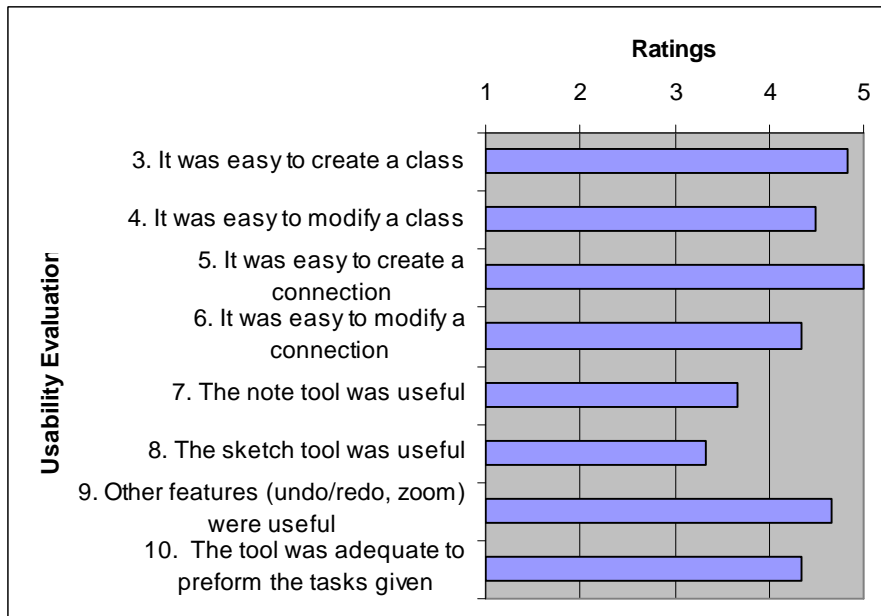 Ratings
1 2 3 4 5
Usability Evaluation
3. It was easy to create a class
4. It was easy to modify a class
5. It was easy to create a
connection
6. It was easy to modify a
connection
7. The note tool was useful
8. The sketch tool was useful
9. Other features (undo/redo, zoom)
were useful
10. The tool was adequate to
preform the tasks given